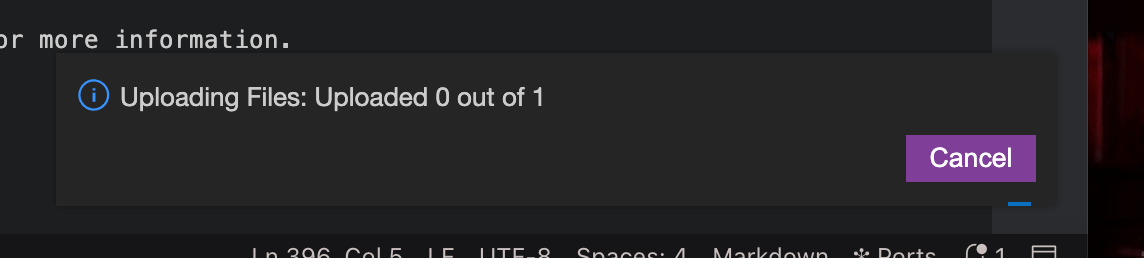 or more information.
Uploading Files: Uploaded 0 out of 1
Cancel
Ln 396, Col 5 LF UTF-8 Spaces: 4 Markdown Ports 1